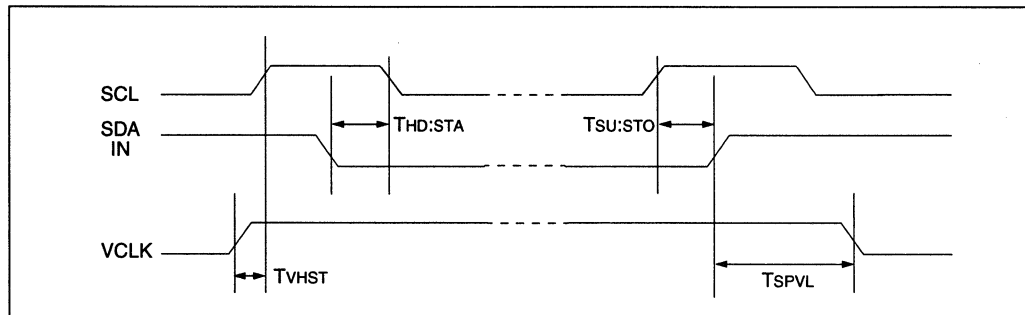 SCL
THD:STA
TSU:STO
SDA
IN
VCLK
TVHST
TSPVL